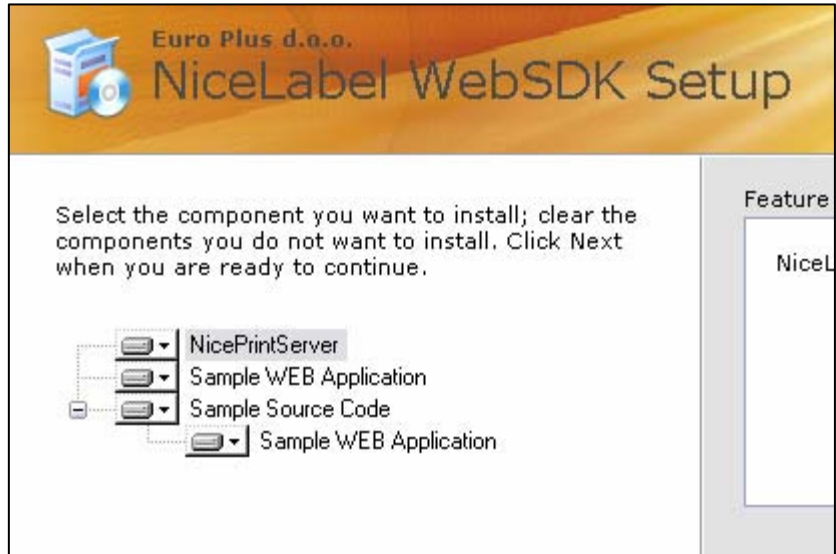 Euro Plus d.o.o.
NiceLabel WebSDK Setup
Select the component you want to install; clear the
components you do not want to install. Click Next
when you are ready to continue.
NicePrintServer
Sample WEB Application
Sample Source Code
Sample WEB Application
Feature
NiceL